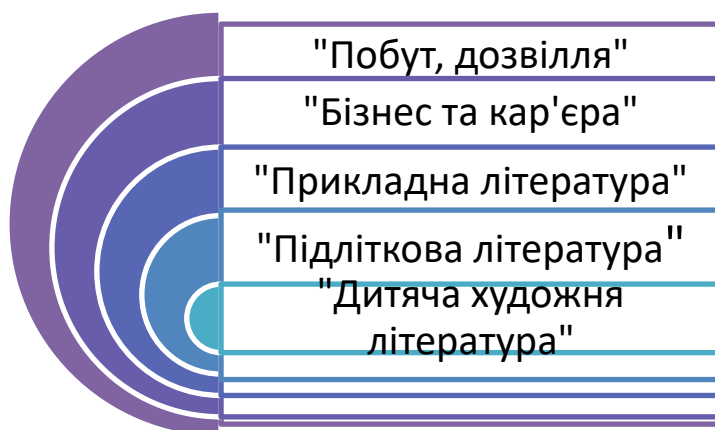 "Побут, дозвілля"
"Бізнес та кар'єра"
"Прикладна література"
"Підліткова література"
"Дитяча художня
література"